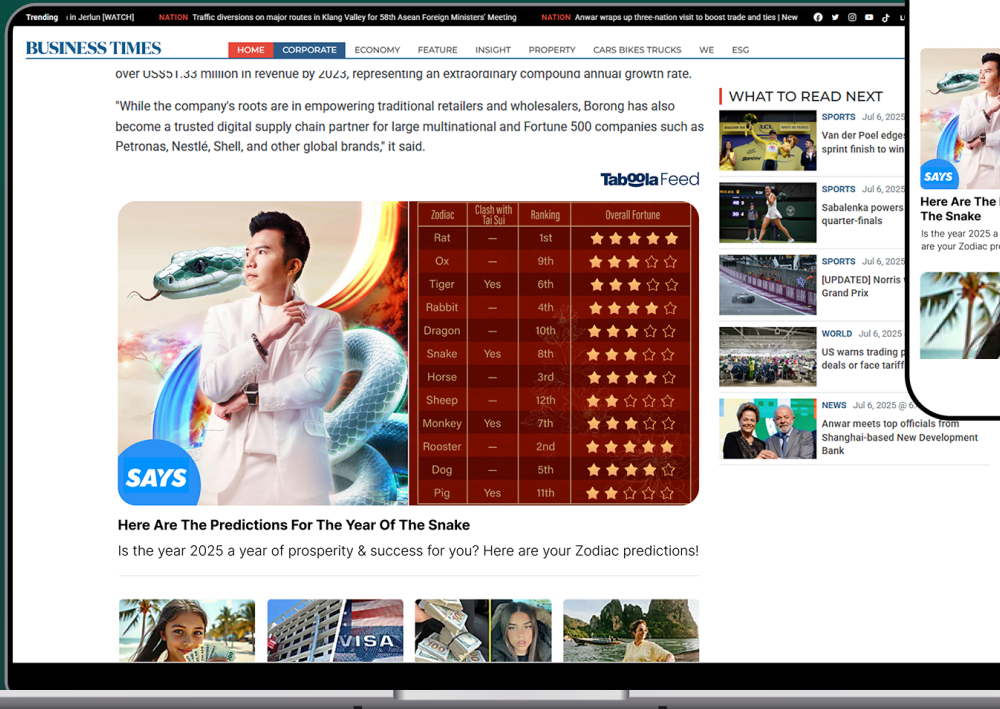 Trending
in Jerlun [WATCH]
NATION Traffic diversions on major routes in Klang Valley for 58th Asean Foreign Ministers' Meeting
NATION Anwar wraps up three-nation visit to boost trade and ties | New
BUSINESS TIMES
HOME
CORPORATE
ECONOMY
FEATURE
INSIGHT
PROPERTY
CARS BIKES TRUCKS
WE
ESG
over US$51.33 million in revenue by 2023, representing an extraordinary compound annual growth rate.
"While the company's roots are in empowering traditional retailers and wholesalers, Borong has also
become a trusted digital supply chain partner for large multinational and Fortune 500 companies such as
Petronas, Nestlé, Shell, and other global brands," it said.
Taboola Feed
Zodiac Clash with Tai Sui Ranking Overall Fortune
Rat — 1st ★★★★★
Ox — 9th ★★★☆☆
Tiger Yes 6th ★★★☆☆
Rabbit — 4th ★★★★☆
Dragon — 10th ★★★☆☆
Snake Yes 8th ★★★☆☆
Horse — 3rd ★★★★☆
Sheep — 12th ★★☆☆☆
Monkey Yes 7th ★★★☆☆
Rooster — 2nd ★★★★★
Dog — 5th ★★★★☆
Pig Yes 11th ★★☆☆☆
SAYS
Here Are The Predictions For The Year Of The Snake
Is the year 2025 a year of prosperity & success for you? Here are your Zodiac predictions!
VISA
WHAT TO READ NEXT
SPORTS Jul 6, 2025
Van der Poel edges
sprint finish to win
SPORTS Jul 6, 2025
Sabalenka powers
quarter-finals
SPORTS Jul 6, 2025
[UPDATED] Norris
Grand Prix
WORLD Jul 6, 2025
US warns trading p
deals or face tariff
NEWS Jul 6, 2025 @ 6:
Anwar meets top officials from
Shanghai-based New Development
Bank
SAYS
Here Are The
The Snake
Is the year 2025 a
are your Zodiac pre